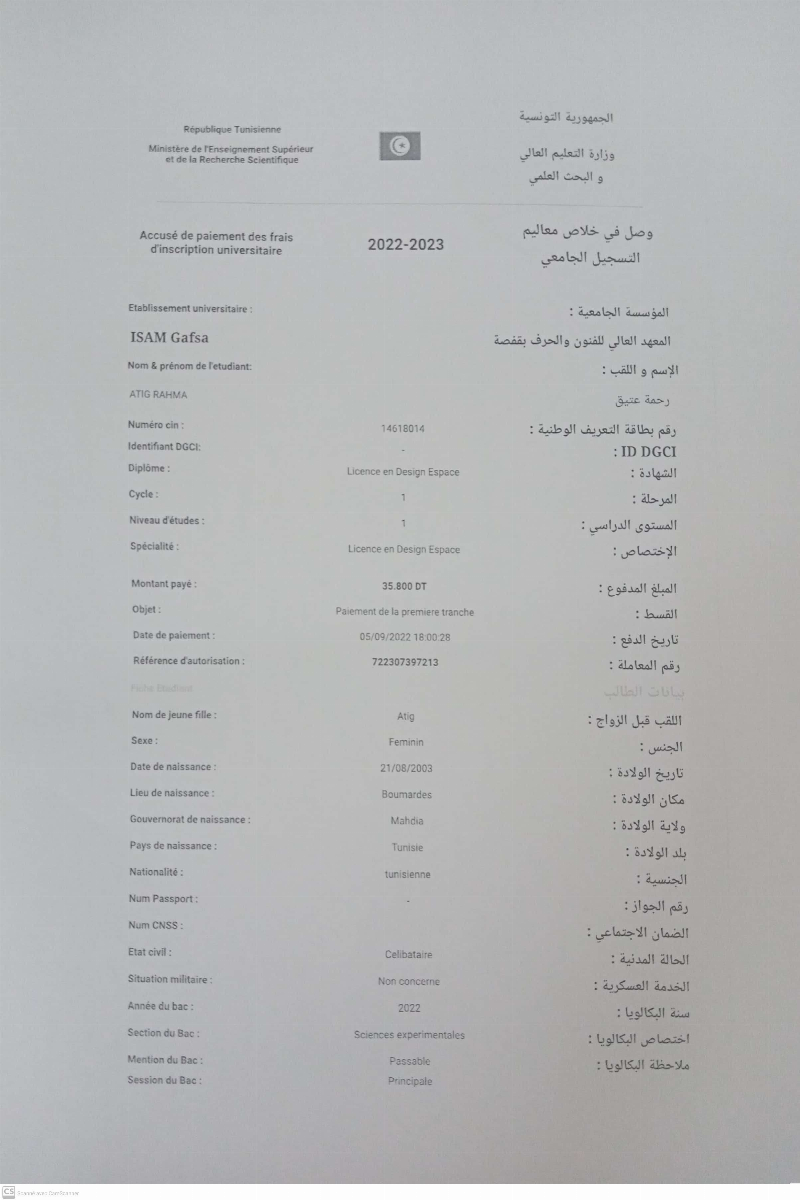 République Tunisienne
Ministère de l'Enseignement Supérieur
et de la Recherche Scientifique
الجمهورية التونسية
وزارة التعليم العالي
و البحث العلمي
Accusé de paiement des frais
d'inscription universitaire
2022-2023
وصل في خلاص معاليم
التسجيل الجامعي
Etablissement universitaire : المؤسسة الجامعية :
ISAM Gafsa المعهد العالي للفنون والحرف بقفصة
Nom & prénom de l'etudiant: الإسم و اللقب :
ATIG RAHMA رحمة عتيق
Numéro cin : 14618014 رقم بطاقة التعريف الوطنية :
Identifiant DGCI: - ID DGCI :
Diplôme : Licence en Design Espace الشهادة :
Cycle : 1 المرحلة :
Niveau d'études : 1 المستوى الدراسي :
Spécialité : Licence en Design Espace الإختصاص :
Montant payé : 35.800 DT المبلغ المدفوع :
Objet : Paiement de la premiere tranche القسط :
Date de paiement : 05/09/2022 18:00:28 تاريخ الدفع :
Référence d'autorisation : 722307397213 رقم المعاملة :
Fiche Etudiant بيانات الطالب
Nom de jeune fille : Atig اللقب قبل الزواج :
Sexe : Feminin الجنس :
Date de naissance : 21/08/2003 تاريخ الولادة :
Lieu de naissance : Boumardes مكان الولادة :
Gouvernorat de naissance : Mahdia ولاية الولادة :
Pays de naissance : Tunisie بلد الولادة :
Nationalité : tunisienne الجنسية :
Num Passport : - رقم الجواز :
Num CNSS : الضمان الاجتماعي :
Etat civil : Celibataire الحالة المدنية :
Situation militaire : Non concerne الخدمة العسكرية :
Année du bac : 2022 سنة البكالويا :
Section du Bac : Sciences experimentales اختصاص البكالويا :
Mention du Bac : Passable ملاحظة البكالويا :
Session du Bac : Principale
CS